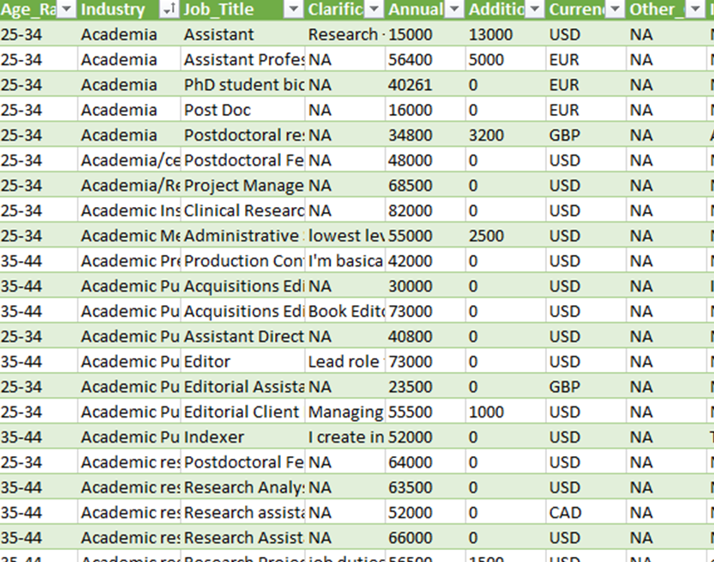 Age_Ra Industry Job_Title Clarific Annual Additio Curren Other_
25-34 Academia Assistant Research - 15000 13000 USD NA
25-34 Academia Assistant Profes NA 56400 5000 EUR NA
25-34 Academia PhD student bio NA 40261 0 EUR NA
25-34 Academia Post Doc NA 16000 0 EUR NA
25-34 Academia Postdoctoral res NA 34800 3200 GBP NA
25-34 Academia/ce Postdoctoral Fe NA 48000 0 USD NA
25-34 Academia/Re Project Manage NA 68500 0 USD NA
25-34 Academic Ins Clinical Researc NA 82000 0 USD NA
25-34 Academic Me Administrative lowest lev 55000 2500 USD NA
35-44 Academic Pre Production Con I'm basica 42000 0 USD NA
35-44 Academic Pu Acquisitions Edi NA 30000 0 USD NA
35-44 Academic Pu Acquisitions Edi Book Edito 73000 0 USD NA
25-34 Academic Pu Assistant Direct NA 40800 0 USD NA
35-44 Academic Pu Editor Lead role 73000 0 USD NA
25-34 Academic Pu Editorial Assista NA 23500 0 GBP NA
25-34 Academic Pu Editorial Client Managing 55500 1000 USD NA
35-44 Academic Pu Indexer I create in 52000 0 USD NA
25-34 Academic res Postdoctoral Fe NA 64000 0 USD NA
35-44 Academic res Research Analys NA 63500 0 USD NA
35-44 Academic res Research assista NA 52000 0 CAD NA
35-44 Academic res Research Assista NA 66000 0 USD NA
35-44 Academic res Research Projec job duties 56500 1500 USD NA